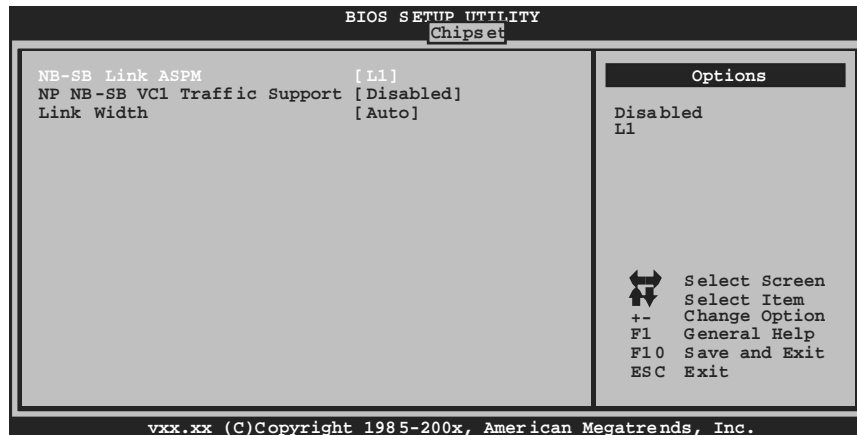 BIOS SETUP UTILITY
Chipset
NB-SB Link ASPM [L1]
NP NB-SB VC1 Traffic Support [Disabled]
Link Width [Auto]
Options
Disabled
L1
Select Screen
Select Item
+- Change Option
F1 General Help
F10 Save and Exit
ESC Exit
vxx.xx (C)Copyright 1985-200x, American Megatrends, Inc.